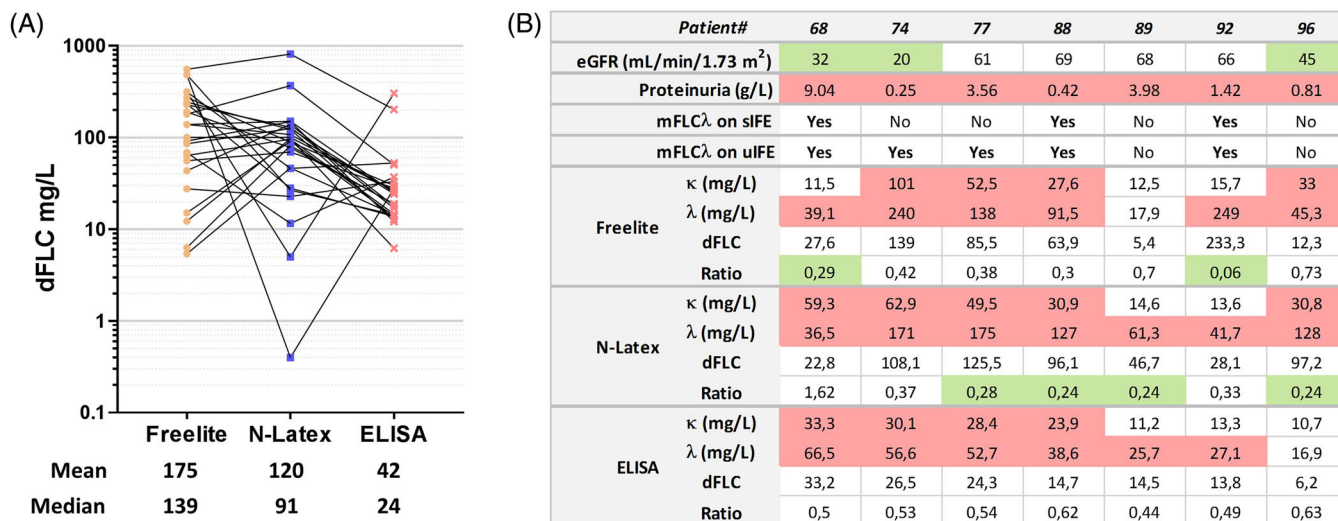 (A)
1000
100
10
1
0.1
dFLC mg/L
Freelite N-Latex ELISA
Mean 175 120 42
Median 139 91 24
(B)
Patient# 68 74 77 88 89 92 96
eGFR (mL/min/1.73 m²) 32 20 61 69 68 66 45
Proteinuria (g/L) 9.04 0.25 3.56 0.42 3.98 1.42 0.81
mFLCλ on sIFE Yes No No Yes No Yes No
mFLCλ on uIFE Yes Yes Yes Yes No Yes No
Freelite
κ (mg/L) 11,5 101 52,5 27,6 12,5 15,7 33
λ (mg/L) 39,1 240 138 91,5 17,9 249 45,3
dFLC 27,6 139 85,5 63,9 5,4 233,3 12,3
Ratio 0,29 0,42 0,38 0,3 0,7 0,06 0,73
N-Latex
κ (mg/L) 59,3 62,9 49,5 30,9 14,6 13,6 30,8
λ (mg/L) 36,5 171 175 127 61,3 41,7 128
dFLC 22,8 108,1 125,5 96,1 46,7 28,1 97,2
Ratio 1,62 0,37 0,28 0,24 0,24 0,33 0,24
ELISA
κ (mg/L) 33,3 30,1 28,4 23,9 11,2 13,3 10,7
λ (mg/L) 66,5 56,6 52,7 38,6 25,7 27,1 16,9
dFLC 33,2 26,5 24,3 14,7 14,5 13,8 6,2
Ratio 0,5 0,53 0,54 0,62 0,44 0,49 0,63